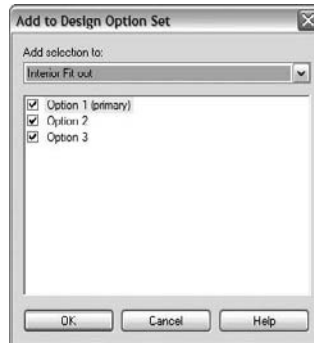 Add to Design Option Set
Add selection to:
Interior Fit out
Option 1 (primary)
Option 2
Option 3
OK
Cancel
Help